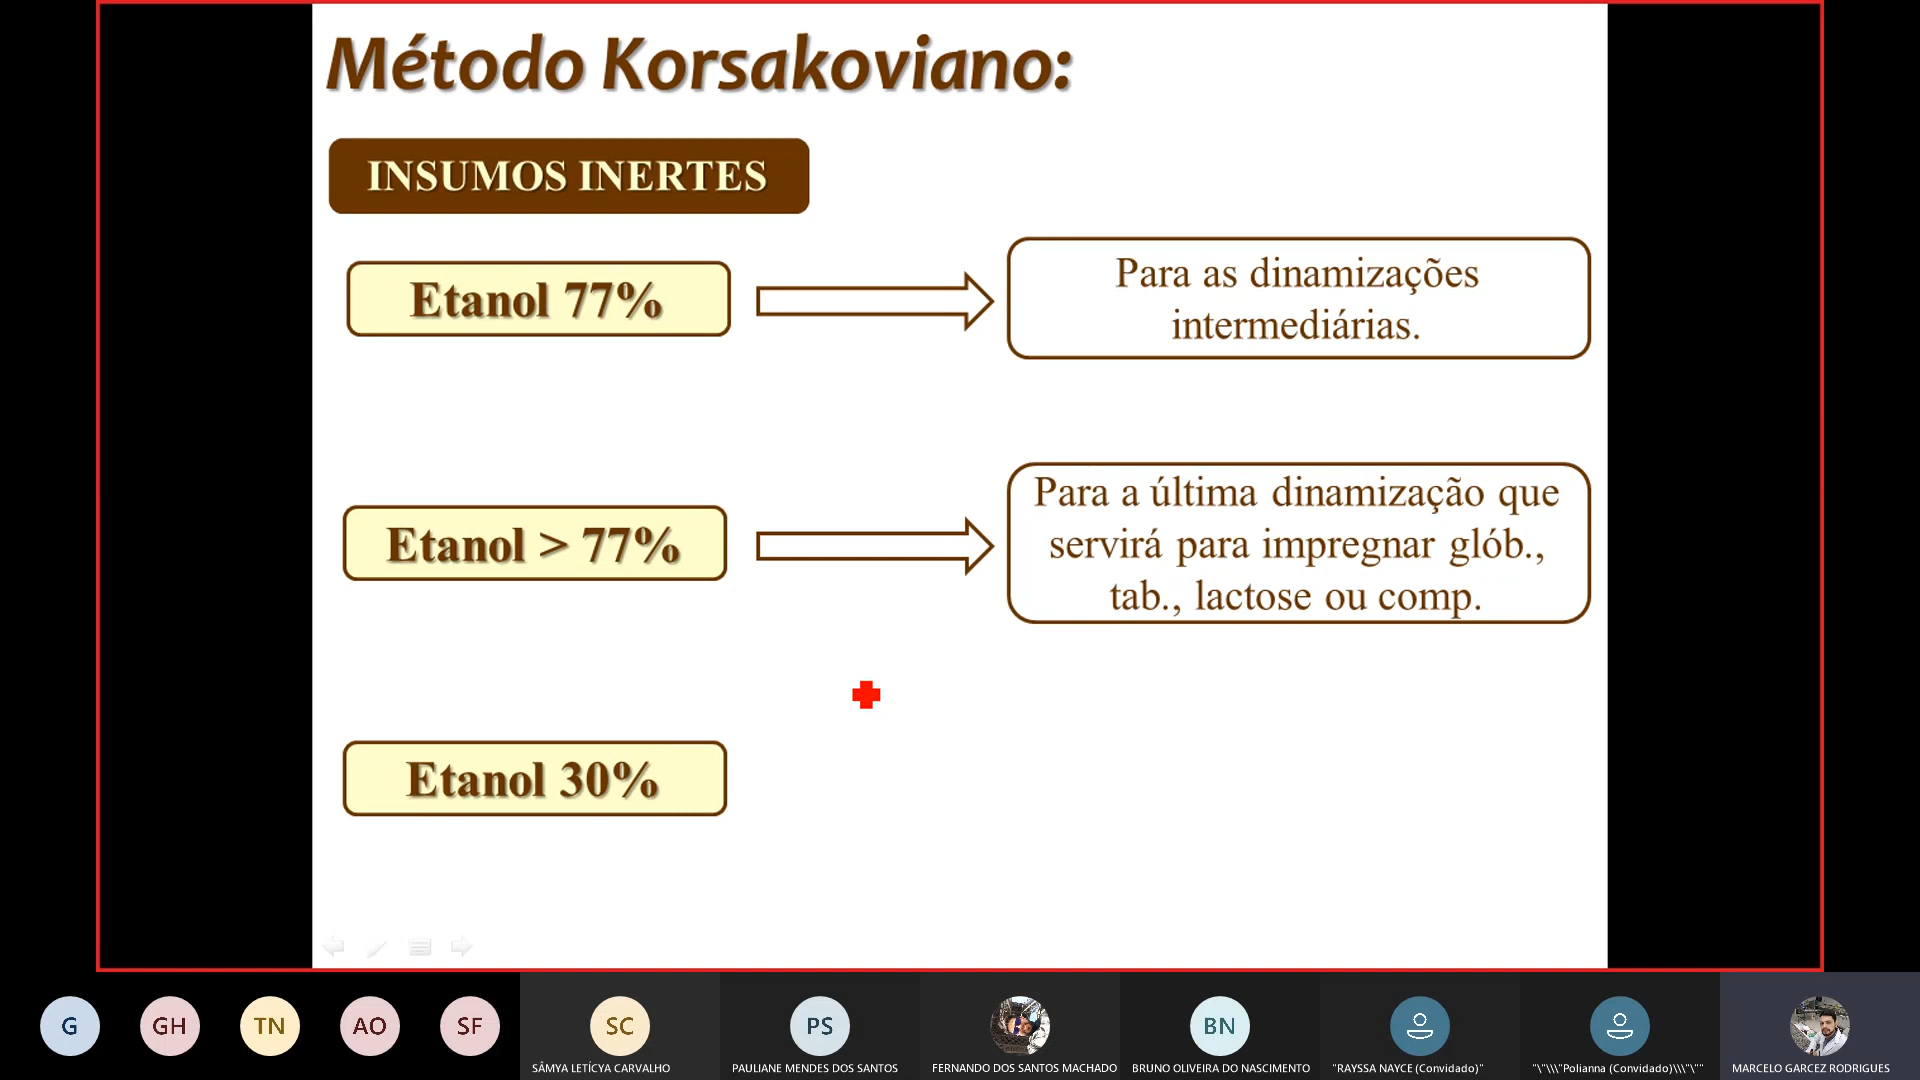 Método Korsakoviano:
INSUMOS INERTES
Etanol 77%
Para as dinamizações
intermediárias.
Etanol > 77%
Para a última dinamização que
servirá para impregnar glób.,
tab., lactose ou comp.
Etanol 30%
G
GH
TN
AO
SF
SC
PS
BN
SÂMYA LETÍCYA CARVALHO
PAULIANE MENDES DOS SANTOS
FERNANDO DOS SANTOS MACHADO
BRUNO OLIVEIRA DO NASCIMENTO
"RAYSSA NAYCE (Convidado)"
"\"\\\"Polianna (Convidado)\\\"\""
MARCELO GARCEZ RODRIGUES